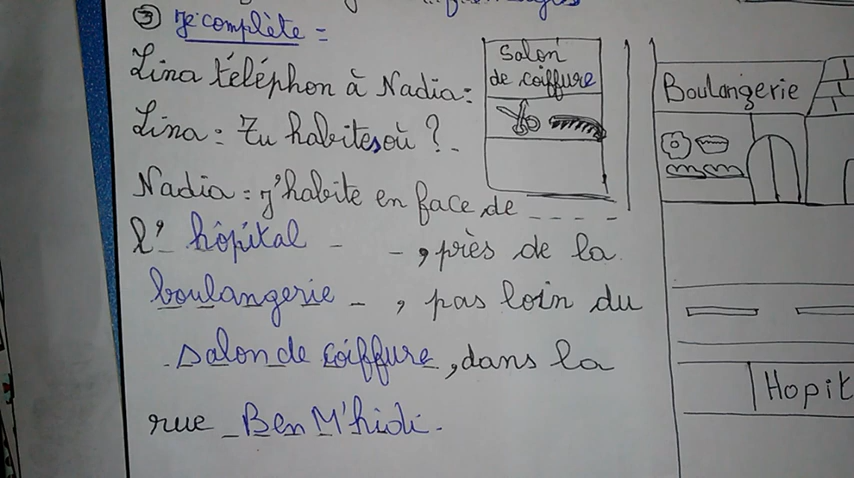 ③ Je complète =
Lina téléphon à Nadia :
Lina : Tu habites où ?
Nadia : J'habite en face de
l' hôpital , près de la
boulangerie , pas loin du
salon de coiffure , dans la
rue Ben M'hidi .
salon
de coiffure
Boulangerie
Hopit